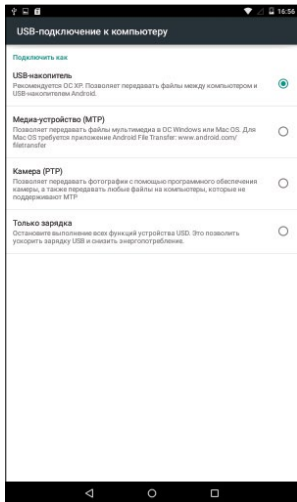 16:56
USB-подключение к компьютеру
Подключить как
USB-накопитель
Рекомендуется ОС XP. Позволяет передавать файлы между компьютером и
USB-накопителем Android.
Медиа-устройство (MTP)
Позволяет передавать файлы мультимедиа в ОС Windows или Mac OS. Для
Mac OS требуется приложение Android File Transfer: www.android.com/
filetransfer
Камера (PTP)
Позволяет передавать фотографии с помощью программного обеспечения
камеры, а также передавать любые файлы на компьютеры, которые не
поддерживают MTP
Только зарядка
Остановите выполнение всех функций устройства USD. Это позволить
ускорить зарядку USB и снизить энергопотребление.